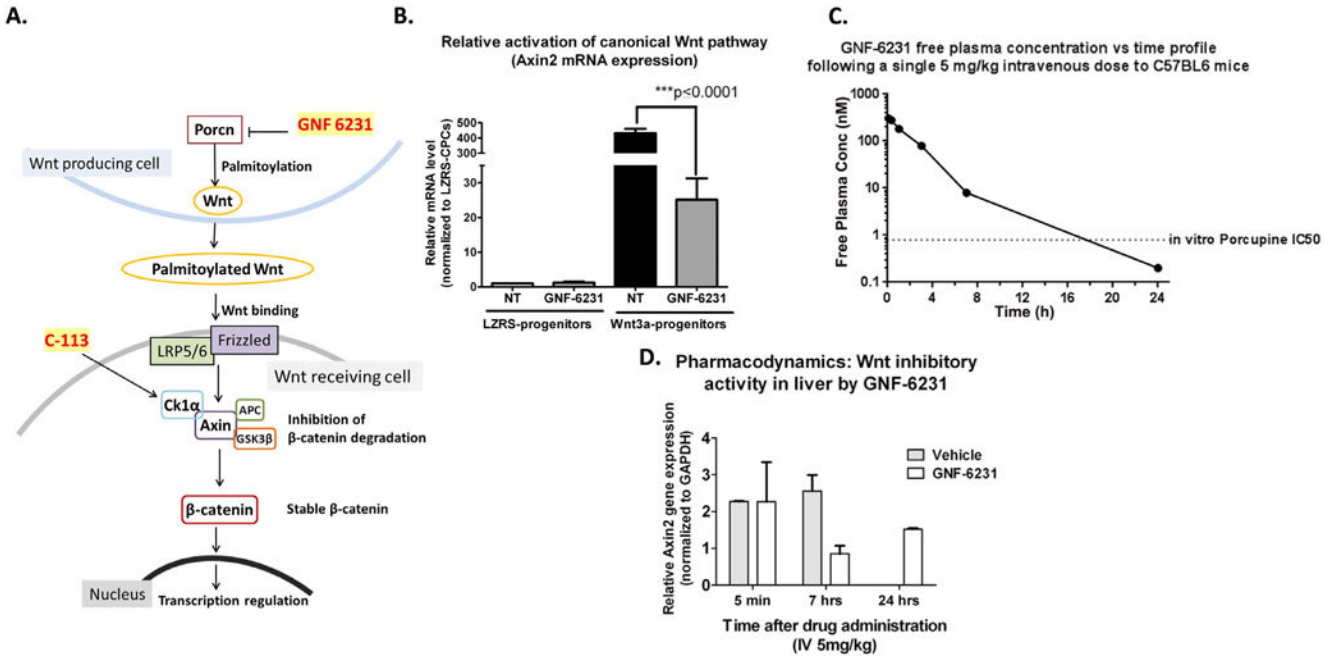 A.
GNF 6231
Porcn
Wnt producing cell
Palmitoylation
Wnt
Palmitoylated Wnt
Wnt binding
C-113
Frizzled
LRP5/6
Wnt receiving cell
Ck1α
APC
Axin
GSK3β
Inhibition of
β-catenin degradation
β-catenin
Stable β-catenin
Nucleus
Transcription regulation
B.
Relative activation of canonical Wnt pathway
(Axin2 mRNA expression)
***p<0.0001
Relative mRNA level
(normalized to LZRS-CPCs)
500
400
300
40
20
0
NT
GNF-6231
NT
GNF-6231
LZRS-progenitors
Wnt3a-progenitors
C.
GNF-6231 free plasma concentration vs time profile
following a single 5 mg/kg intravenous dose to C57BL6 mice
Free Plasma Conc (nM)
1000
100
10
1
0.1
in vitro Porcupine IC50
0
4
8
12
16
20
24
Time (h)
D.
Pharmacodynamics: Wnt inhibitory
activity in liver by GNF-6231
Relative Axin2 gene expression
(normalized to GAPDH)
4
3
2
1
0
Vehicle
GNF-6231
5 min
7 hrs
24 hrs
Time after drug administration
(IV 5mg/kg)